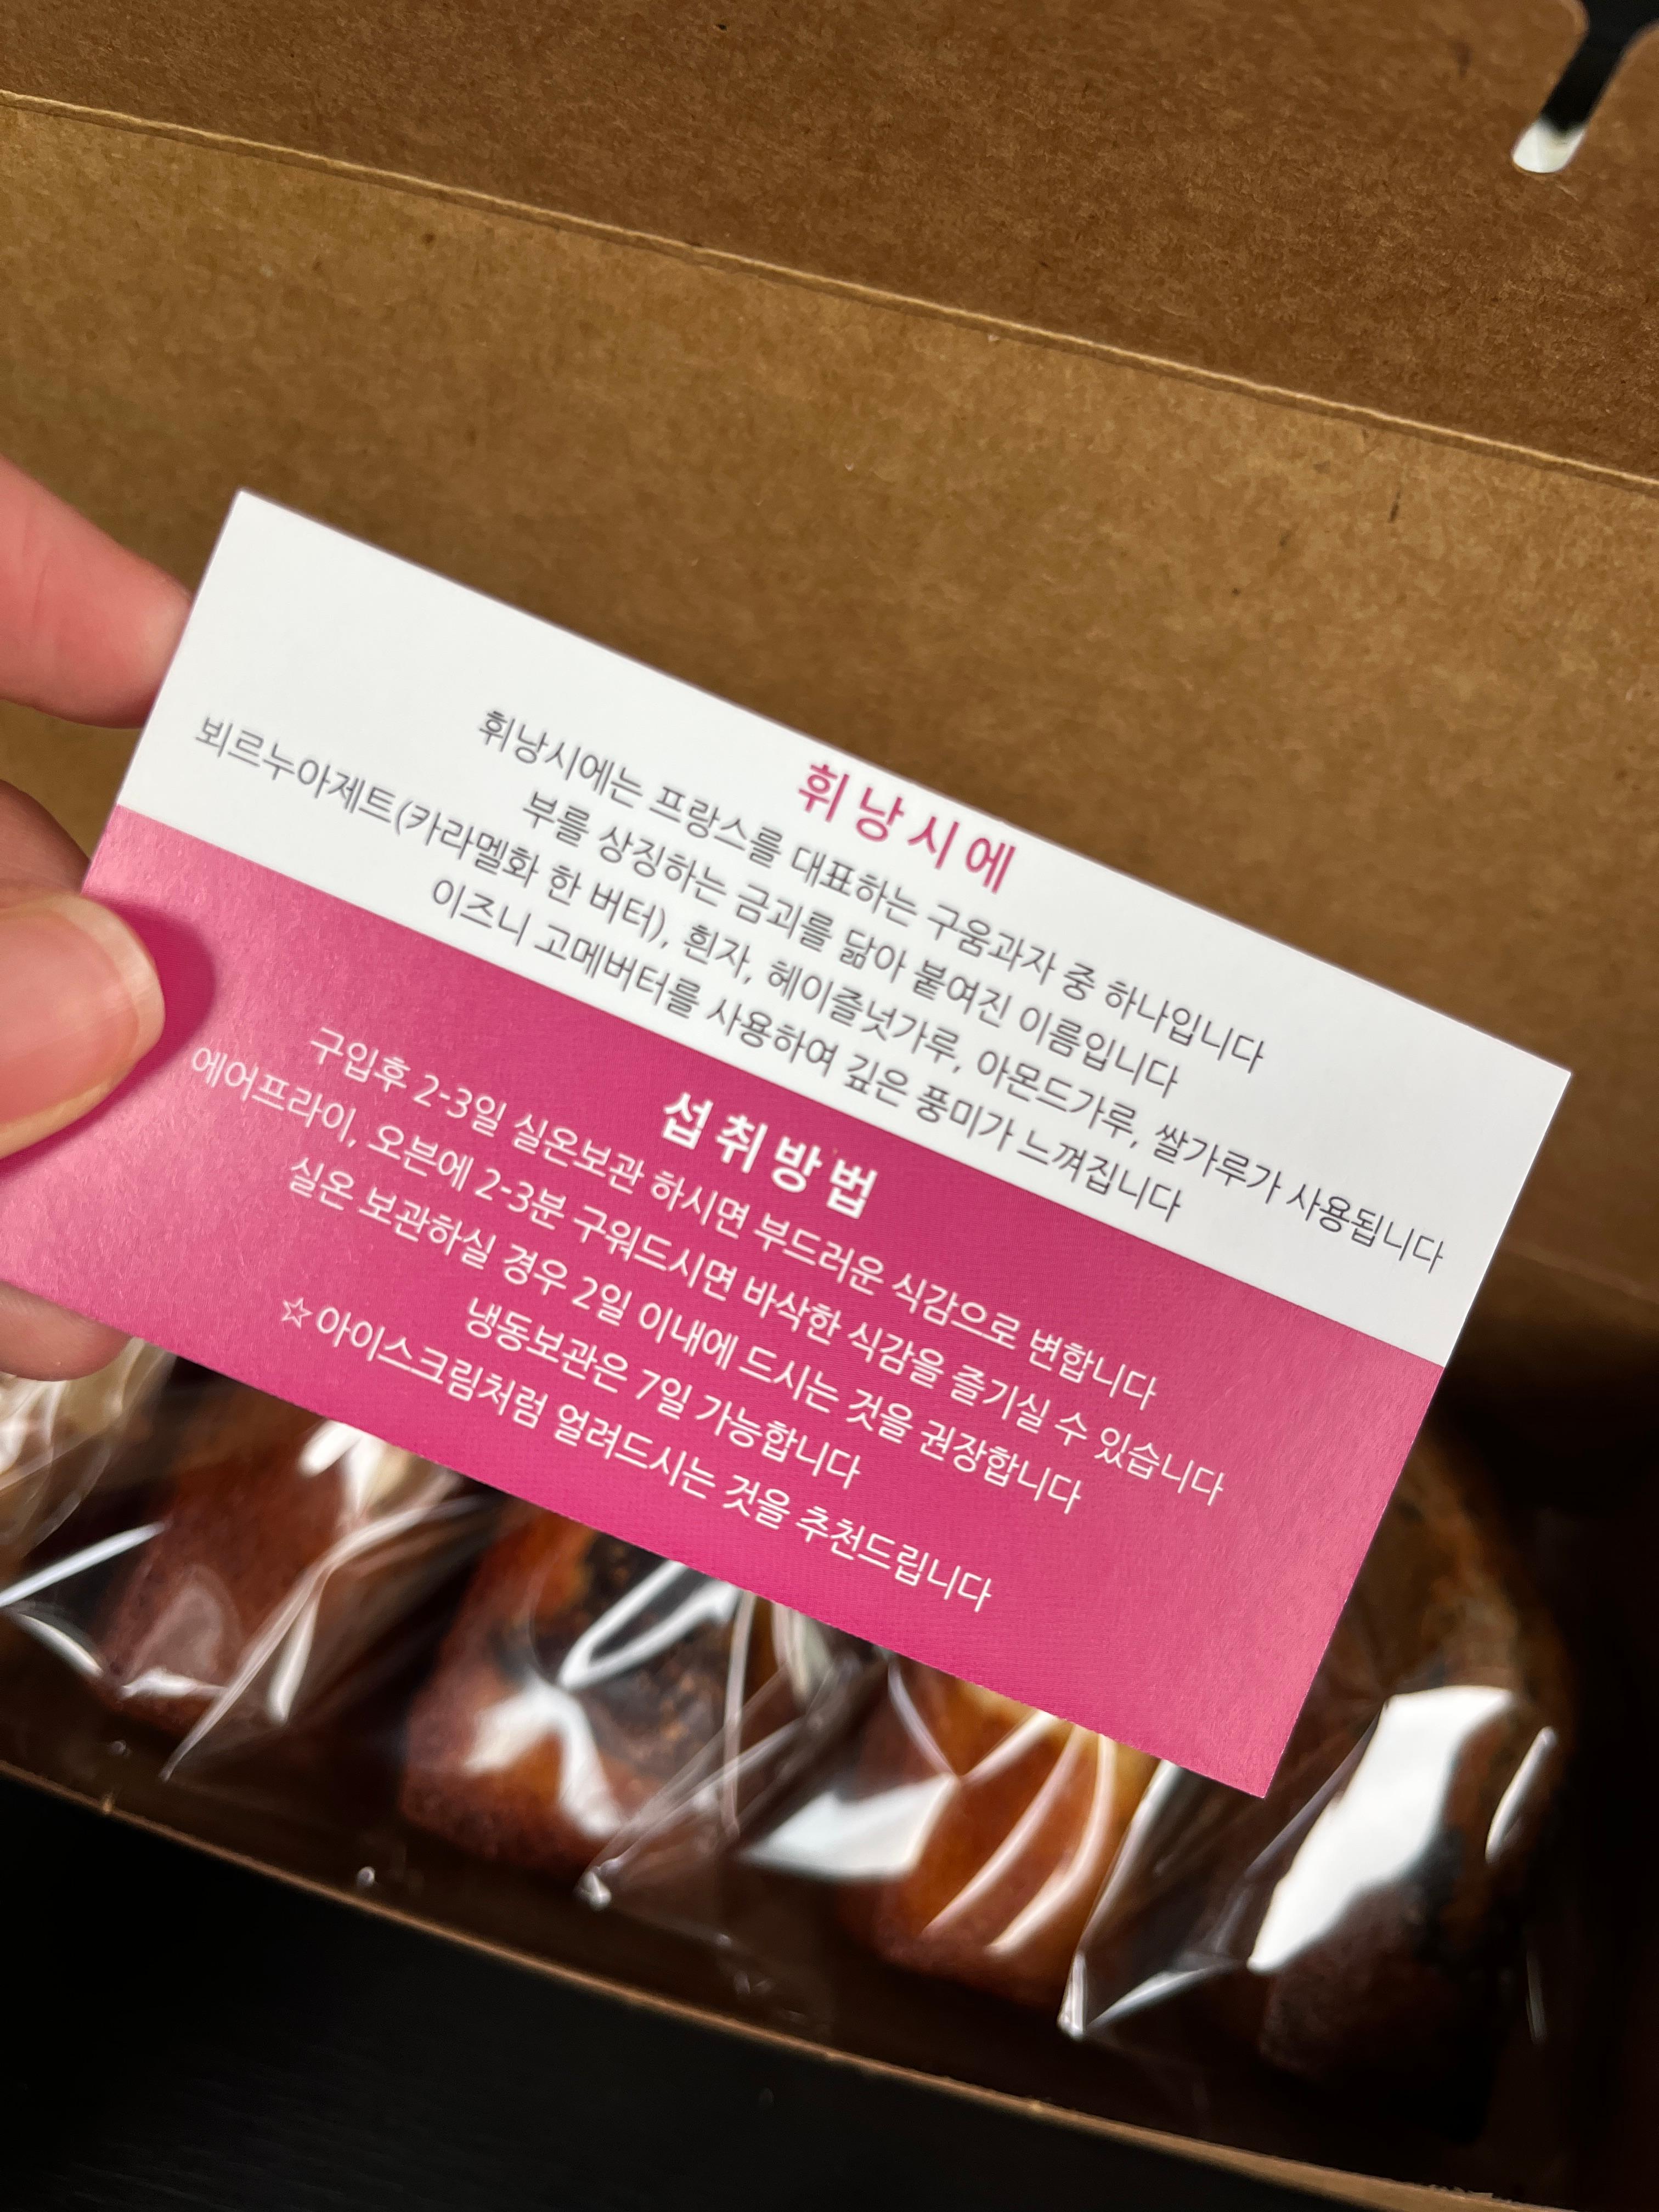 휘낭시에
휘낭시에는 프랑스를 대표하는 구움과자 중 하나입니다
부를 상징하는 금괴를 닮아 붙여진 이름입니다
뵈르누아제트(카라멜화 한 버터), 흰자, 헤이즐넛가루, 아몬드가루, 쌀가루가 사용됩니다
이즈니 고메버터를 사용하여 깊은 풍미가 느껴집니다
섭취방법
구입후 2-3일 실온보관 하시면 부드러운 식감으로 변합니다
에어프라이, 오븐에 2-3분 구워드시면 바삭한 식감을 즐기실 수 있습니다
실온 보관하실 경우 2일 이내에 드시는 것을 권장합니다
냉동보관은 7일 가능합니다
☆아이스크림처럼 얼려드시는 것을 추천드립니다